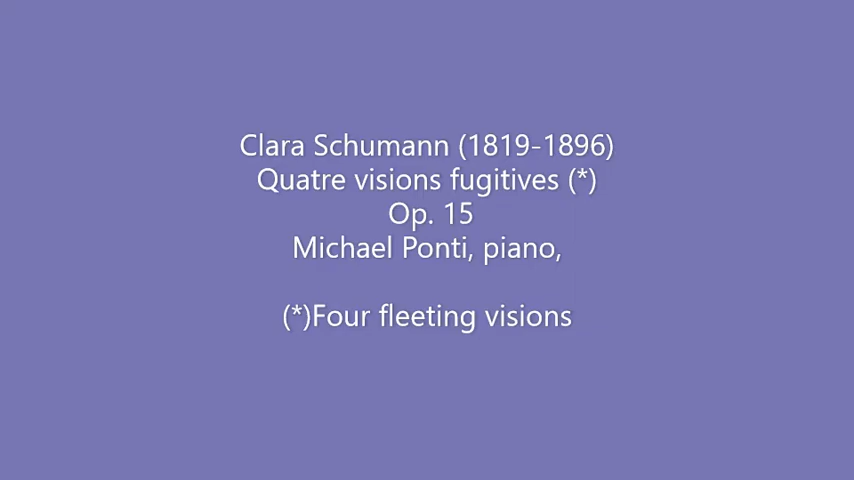 Clara Schumann (1819-1896)
Quatre visions fugitives (*)
Op. 15
Michael Ponti, piano,
(*)Four fleeting visions